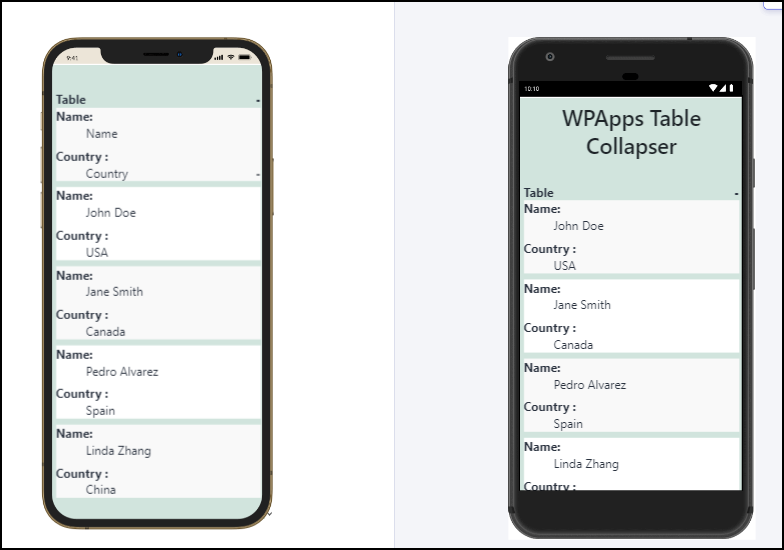 9:41
Table -
Name:
Name
Country :
Country -
Name:
John Doe
Country :
USA
Name:
Jane Smith
Country :
Canada
Name:
Pedro Alvarez
Country :
Spain
Name:
Linda Zhang
Country :
China
10:10
WPApps Table
Collapser
Table -
Name:
John Doe
Country :
USA
Name:
Jane Smith
Country :
Canada
Name:
Pedro Alvarez
Country :
Spain
Name:
Linda Zhang
Country :